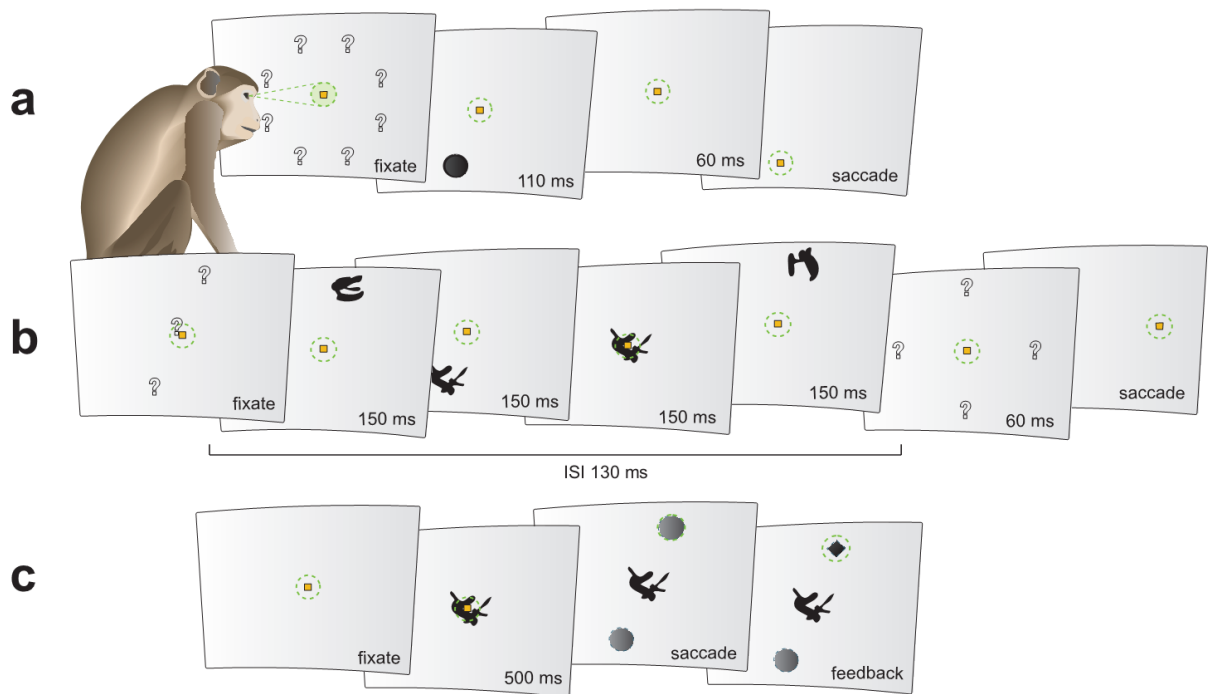 a
? ?
? ?
? ?
? ?
fixate
110 ms
60 ms
saccade
b
?
?
?
fixate
150 ms
150 ms
150 ms
150 ms
?
? ?
?
60 ms
saccade
ISI 130 ms
c
fixate
500 ms
saccade
feedback